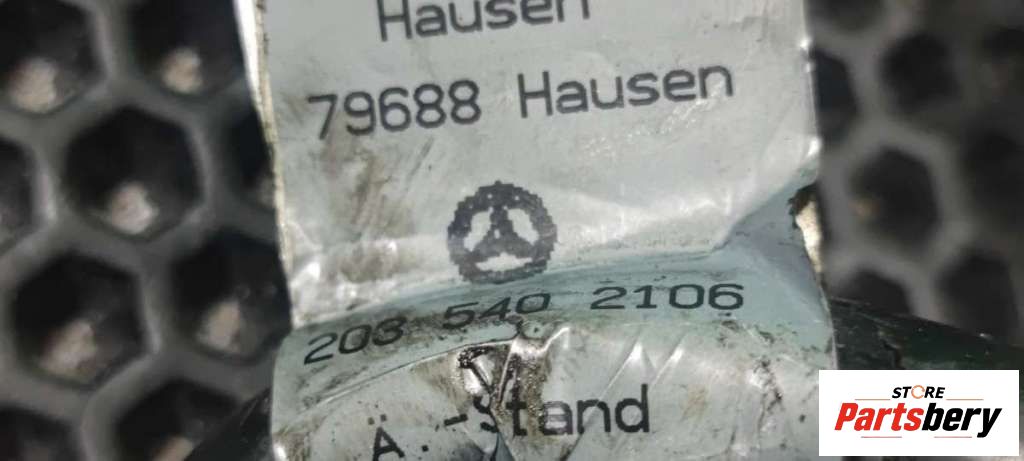 Hausen
79688 Hausen
203 540 2106
Ä.-Stand
STORE
Partsbery